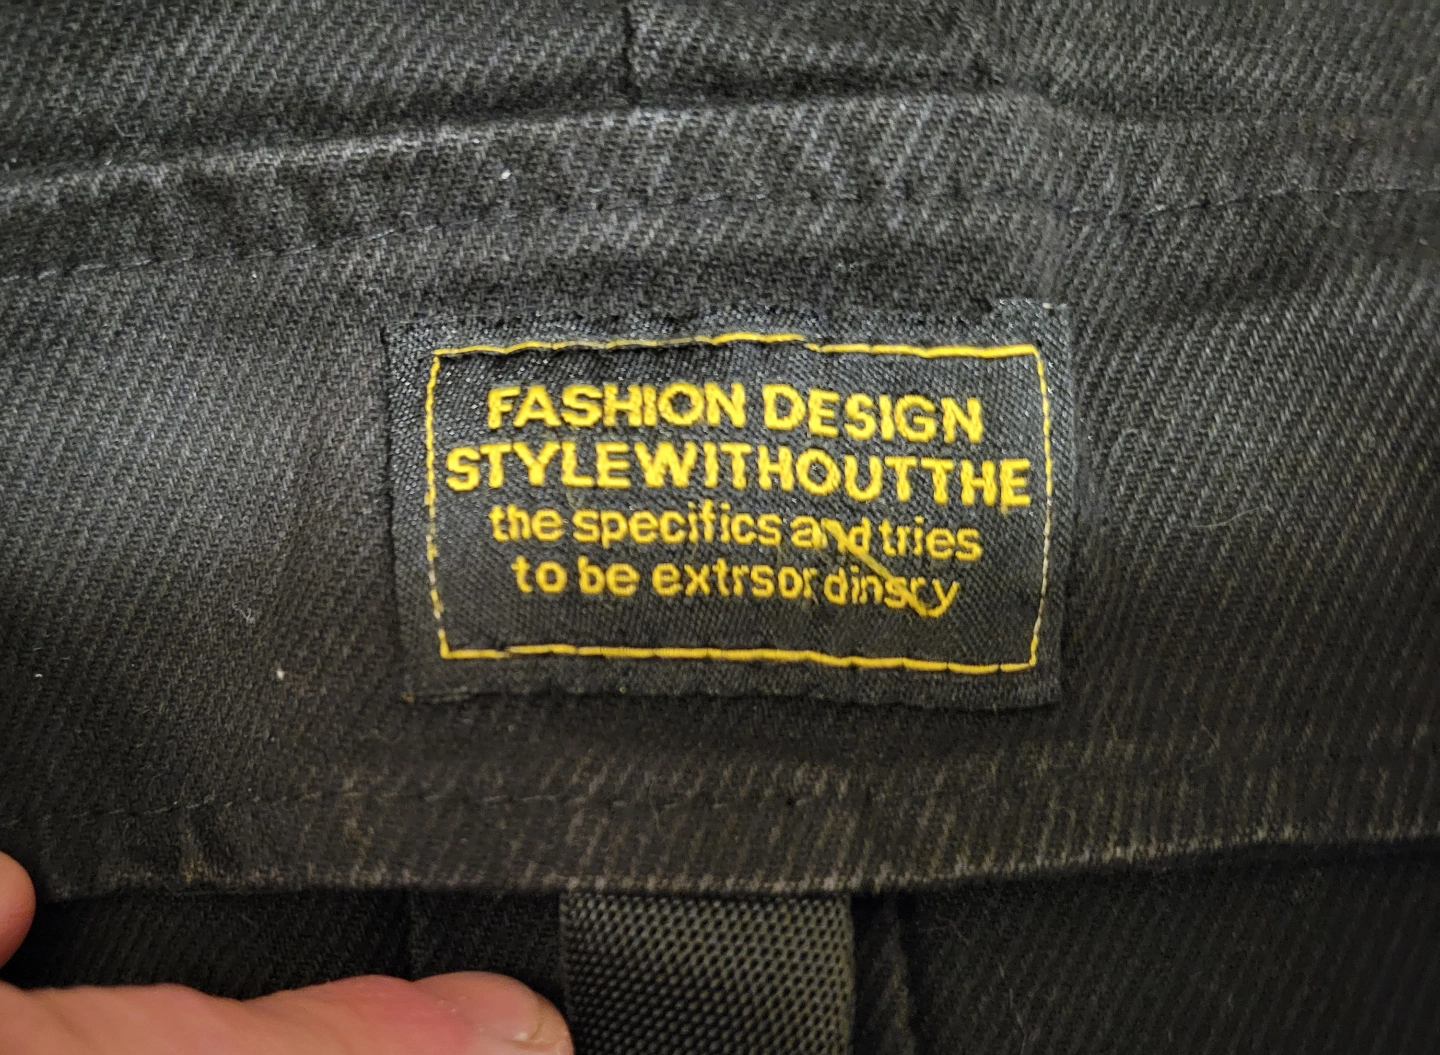 FASHION DESIGN
STYLEWITHOUTTHE
the specifics and tries
to be extrsordinsry